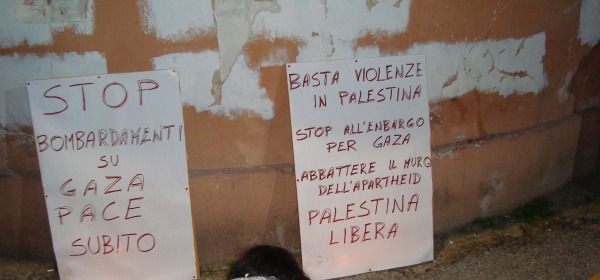 STOP
BOMBARDAMENTI
SU
GAZA
PACE
SUBITO
BASTA VIOLENZE
IN PALESTINA
STOP ALL'ENBARGO
PER GAZA
.ABBATTERE IL MURO
DELL'APARTHEID
PALESTINA
LIBERA